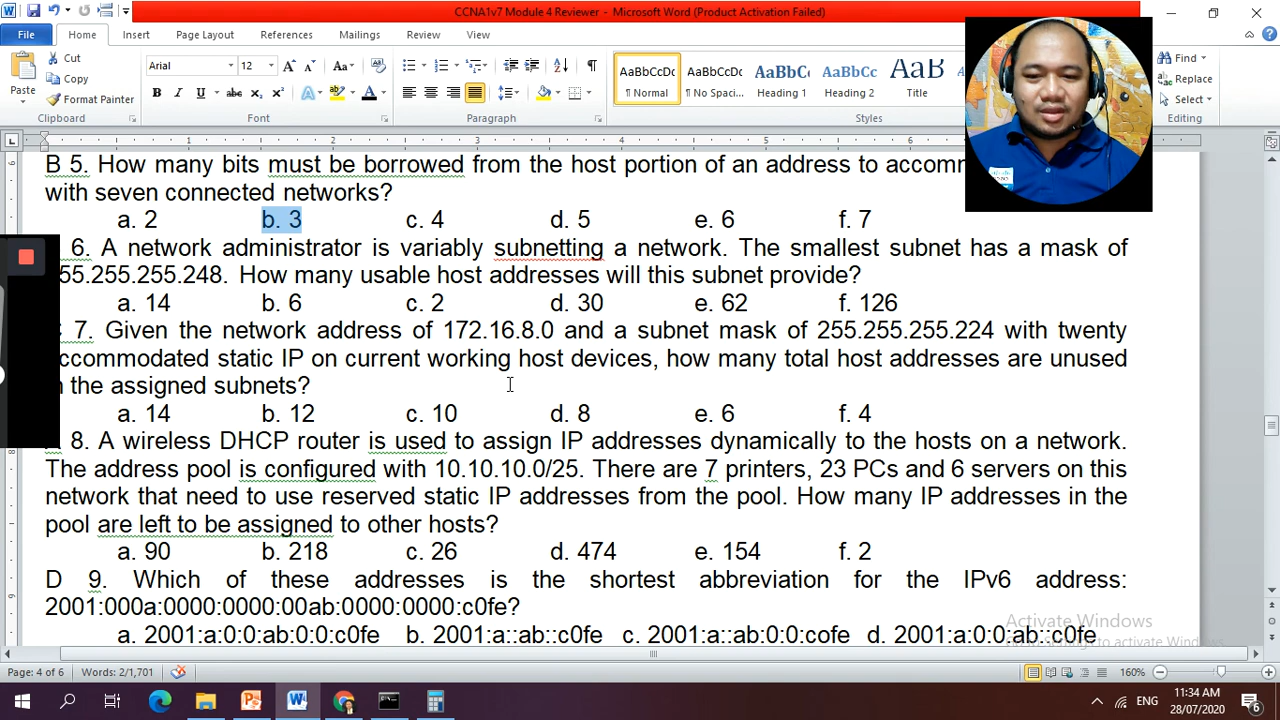 CCNA1v7 Module 4 Reviewer - Microsoft Word (Product Activation Failed)
File Home Insert Page Layout References Mailings Review View
Paste
Cut
Copy
Format Painter
Clipboard
Arial 12
Font
Paragraph
AaBbCcDc AaBbCcDc AaBbCc AaBbCc AaB
¶ Normal ¶ No Spaci... Heading 1 Heading 2 Title
Styles
Find
Replace
Select
Editing
1 2 3 4 5 6
B 5. How many bits must be borrowed from the host portion of an address to accomm
with seven connected networks?
a. 2 b. 3 c. 4 d. 5 e. 6 f. 7
6. A network administrator is variably subnetting a network. The smallest subnet has a mask of
55.255.255.248. How many usable host addresses will this subnet provide?
a. 14 b. 6 c. 2 d. 30 e. 62 f. 126
7. Given the network address of 172.16.8.0 and a subnet mask of 255.255.255.224 with twenty
ccommodated static IP on current working host devices, how many total host addresses are unused
the assigned subnets?
a. 14 b. 12 c. 10 d. 8 e. 6 f. 4
8. A wireless DHCP router is used to assign IP addresses dynamically to the hosts on a network.
The address pool is configured with 10.10.10.0/25. There are 7 printers, 23 PCs and 6 servers on this
network that need to use reserved static IP addresses from the pool. How many IP addresses in the
pool are left to be assigned to other hosts?
a. 90 b. 218 c. 26 d. 474 e. 154 f. 2
D 9. Which of these addresses is the shortest abbreviation for the IPv6 address:
2001:000a:0000:0000:00ab:0000:0000:c0fe?
a. 2001:a:0:0:ab:0:0:c0fe b. 2001:a::ab::c0fe c. 2001:a::ab:0:0:cofe d. 2001:a:0:0:ab::c0fe
Activate Windows
Page: 4 of 6 Words: 2/1,701 160%
ENG 11:34 AM
28/07/2020 6